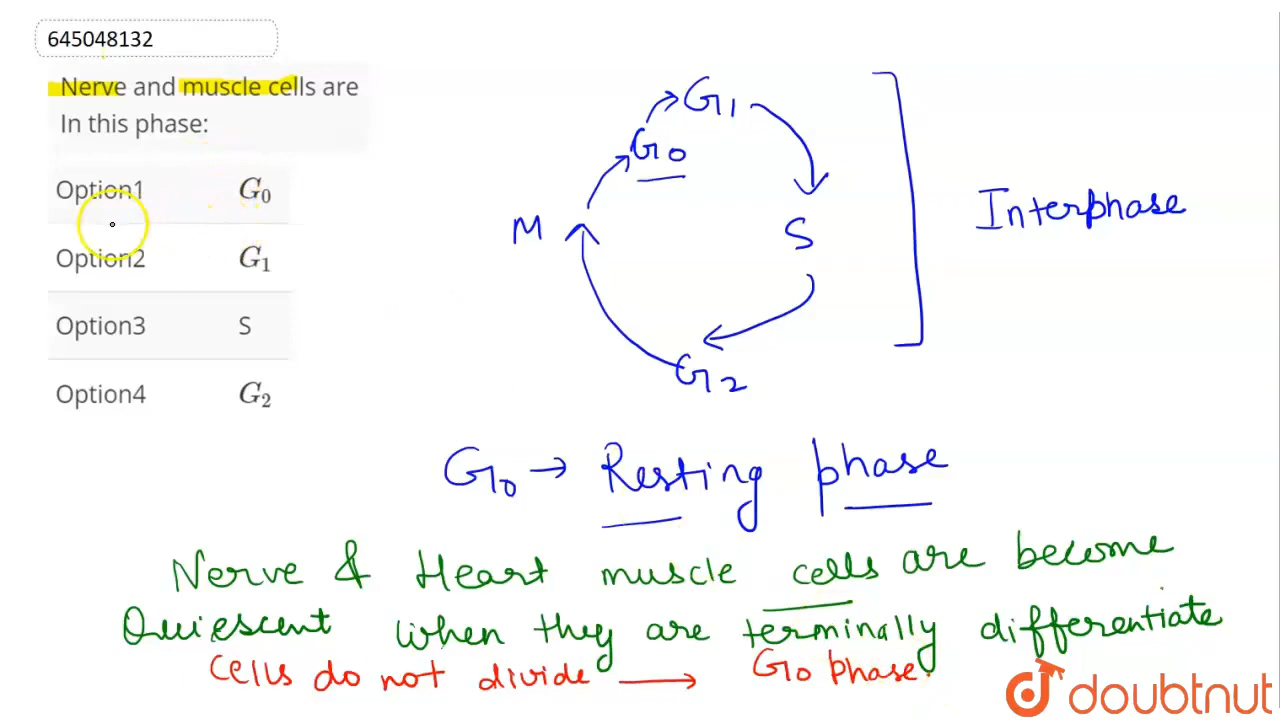 645048132
Nerve and muscle cells are
In this phase:
Option1 G₀
Option2 G₁
Option3 S
Option4 G₂
G₁
G₀
M
S
G₂
Interphase
G₀ → Resting phase
Nerve & Heart muscle cells are become
Quiescent when they are terminally differentiate
Cells do not divide → G₀ phase.
doubtnut